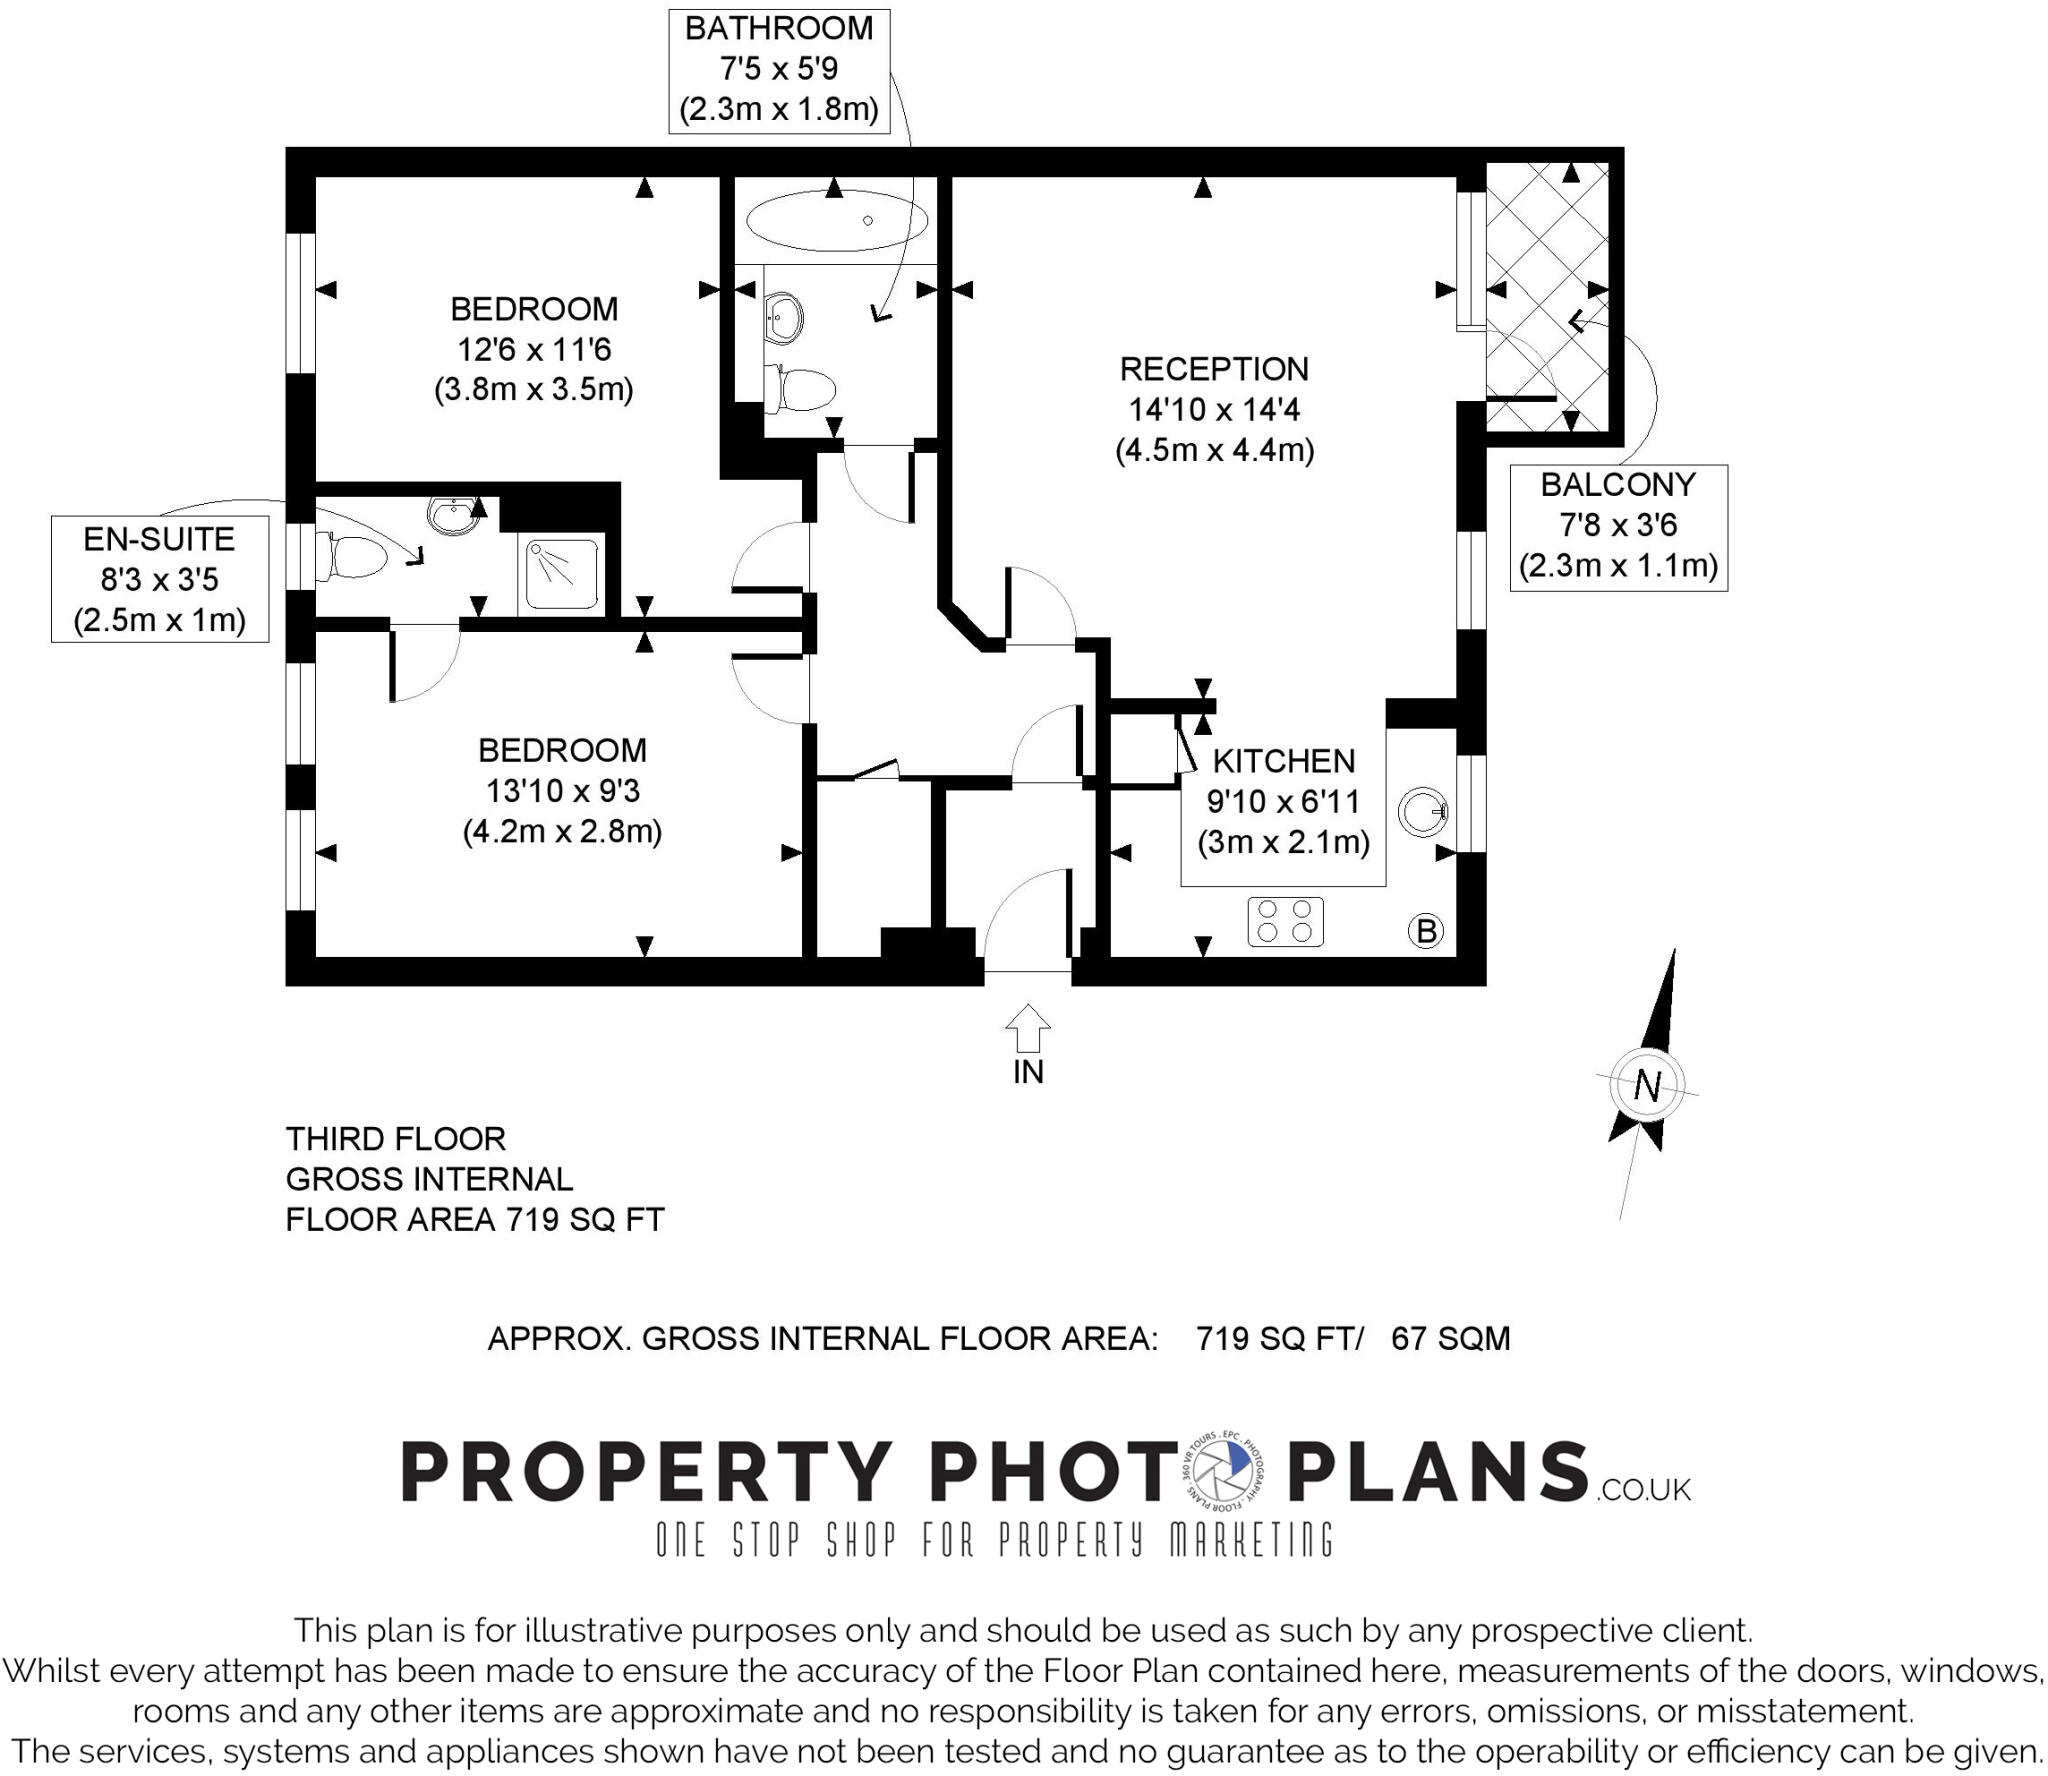 BATHROOM
7'5 x 5'9
(2.3m x 1.8m)
BEDROOM
12'6 x 11'6
(3.8m x 3.5m)
RECEPTION
14'10 x 14'4
(4.5m x 4.4m)
BALCONY
7'8 x 3'6
(2.3m x 1.1m)
EN-SUITE
8'3 x 3'5
(2.5m x 1m)
BEDROOM
13'10 x 9'3
(4.2m x 2.8m)
KITCHEN
9'10 x 6'11
(3m x 2.1m)
B
IN
N
THIRD FLOOR
GROSS INTERNAL
FLOOR AREA 719 SQ FT
APPROX. GROSS INTERNAL FLOOR AREA: 719 SQ FT/ 67 SQM
PROPERTY PHOTO PLANS.CO.UK
360 VR TOURS . EPC . PHOTOGRAPHY . FLOOR PLANS .
ONE STOP SHOP FOR PROPERTY MARKETING
This plan is for illustrative purposes only and should be used as such by any prospective client.
Whilst every attempt has been made to ensure the accuracy of the Floor Plan contained here, measurements of the doors, windows,
rooms and any other items are approximate and no responsibility is taken for any errors, omissions, or misstatement.
The services, systems and appliances shown have not been tested and no guarantee as to the operability or efficiency can be given.